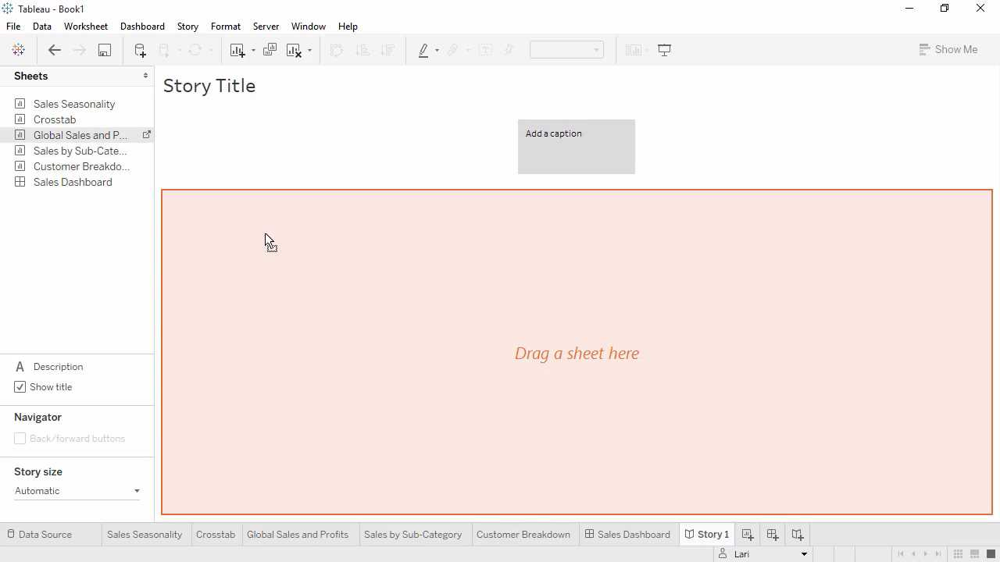 Tableau - Book1
File Data Worksheet Dashboard Story Format Server Window Help
Show Me
Sheets
Story Title
Sales Seasonality
Crosstab
Global Sales and P...
Sales by Sub-Cate...
Customer Breakdo...
Sales Dashboard
Add a caption
Drag a sheet here
Description
Show title
Navigator
Back/forward buttons
Story size
Automatic
Data Source Sales Seasonality Crosstab Global Sales and Profits Sales by Sub-Category Customer Breakdown Sales Dashboard Story 1
Lari